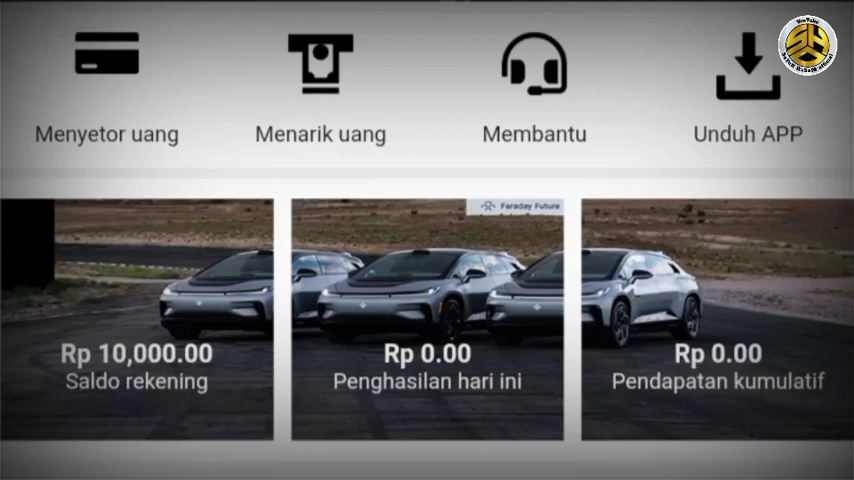 YouTube
Menyetor uang
Menarik uang
Membantu
Unduh APP
Faraday Future
Rp 10,000.00
Saldo rekening
Rp 0.00
Penghasilan hari ini
Rp 0.00
Pendapatan kumulatif